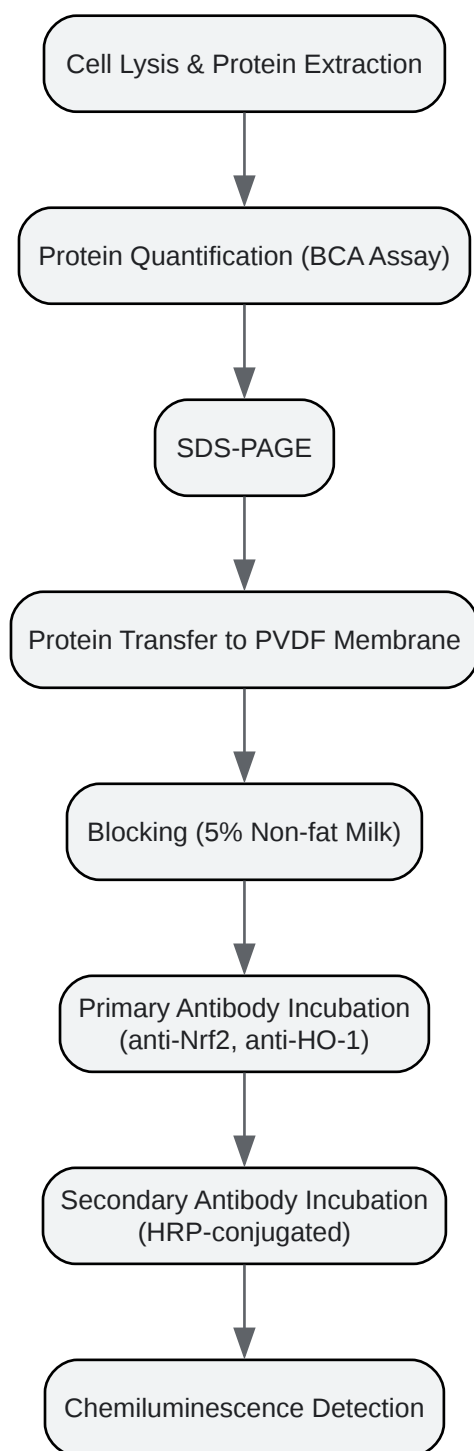 Cell Lysis & Protein Extraction
Protein Quantification (BCA Assay)
SDS-PAGE
Protein Transfer to PVDF Membrane
Blocking (5% Non-fat Milk)
Primary Antibody Incubation
(anti-Nrf2, anti-HO-1)
Secondary Antibody Incubation
(HRP-conjugated)
Chemiluminescence Detection